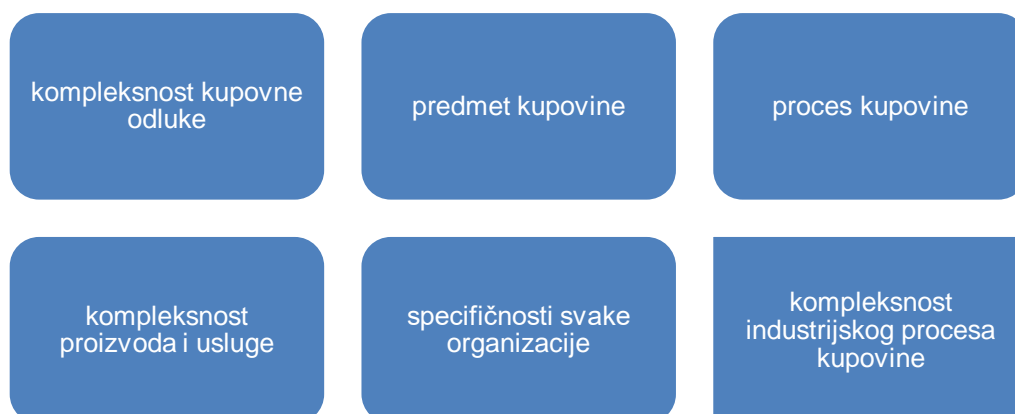 kompleksnost kupovne
odluke
predmet kupovine
proces kupovine
kompleksnost
proizvoda i usluge
specifičnosti svake
organizacije
kompleksnost
industrijskog procesa
kupovine